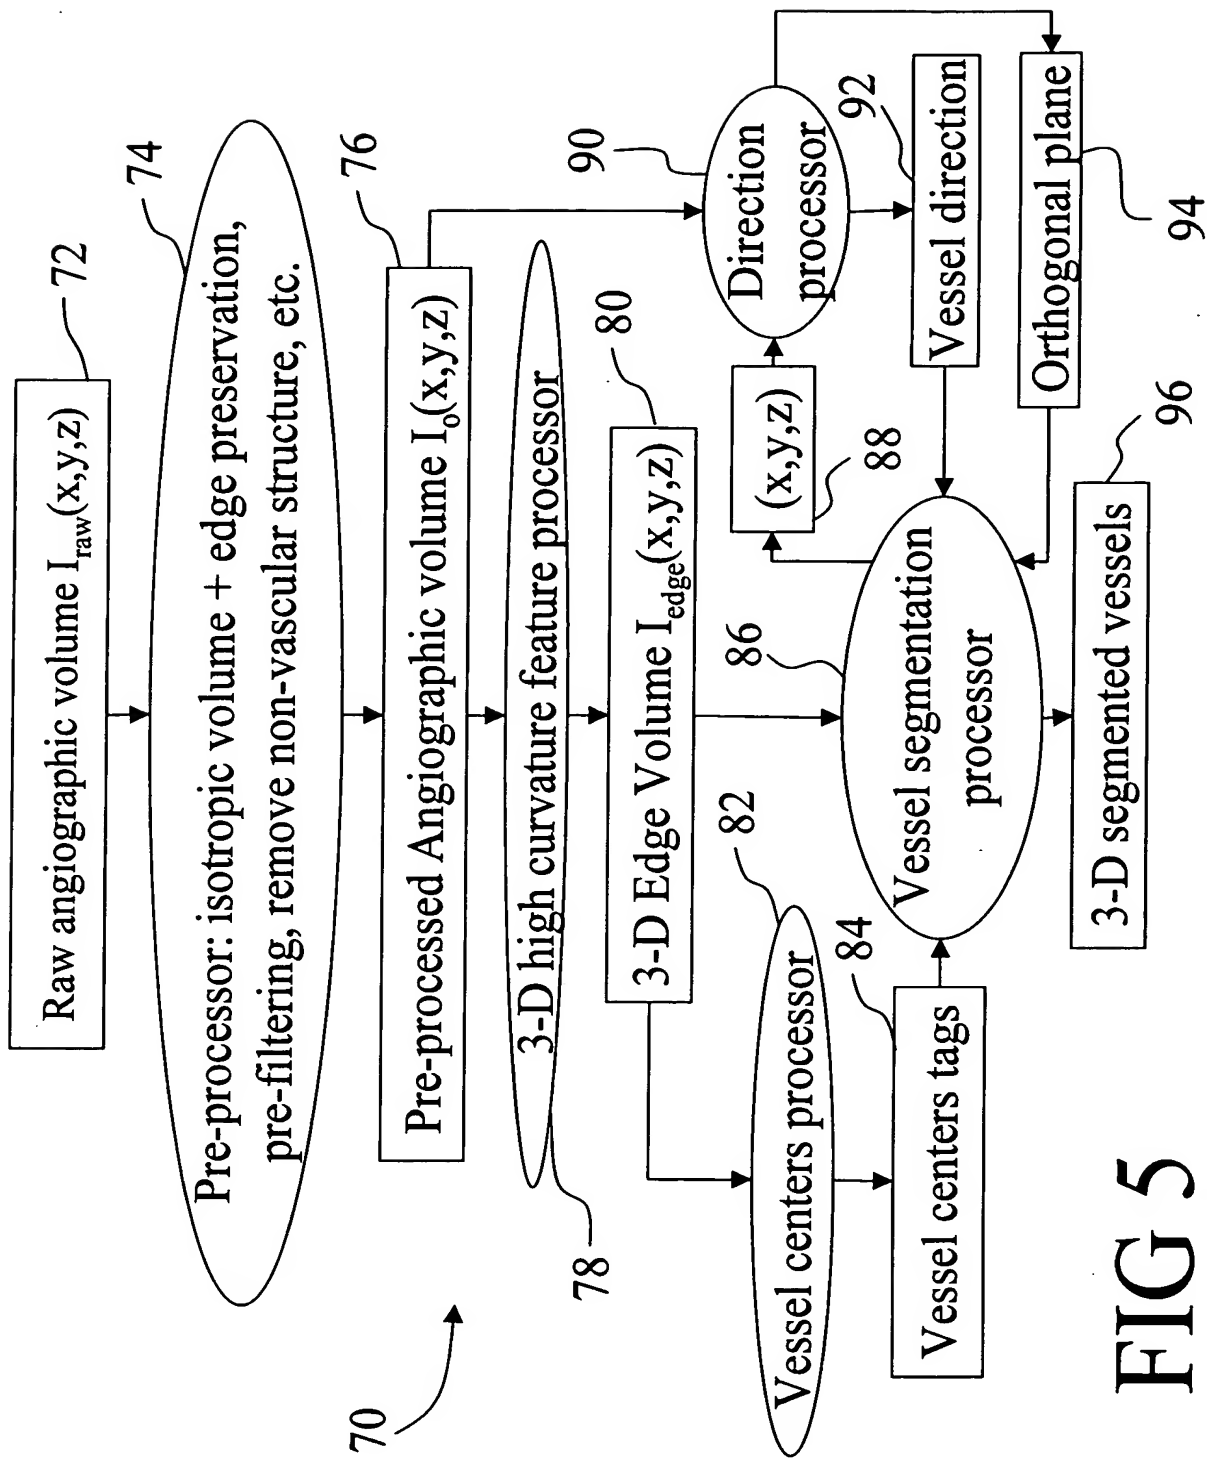 70
72
Raw angiographic volume I_raw(x,y,z)
74
Pre-processor: isotropic volume + edge preservation,
pre-filtering, remove non-vascular structure, etc.
76
Pre-processed Angiographic volume I_o(x,y,z)
78
3-D high curvature feature processor
80
3-D Edge Volume I_edge(x,y,z)
82
Vessel centers processor
84
Vessel centers tags
86
Vessel segmentation
processor
88
(x,y,z)
90
Direction
processor
92
Vessel direction
94
Orthogonal plane
96
3-D segmented vessels
FIG 5